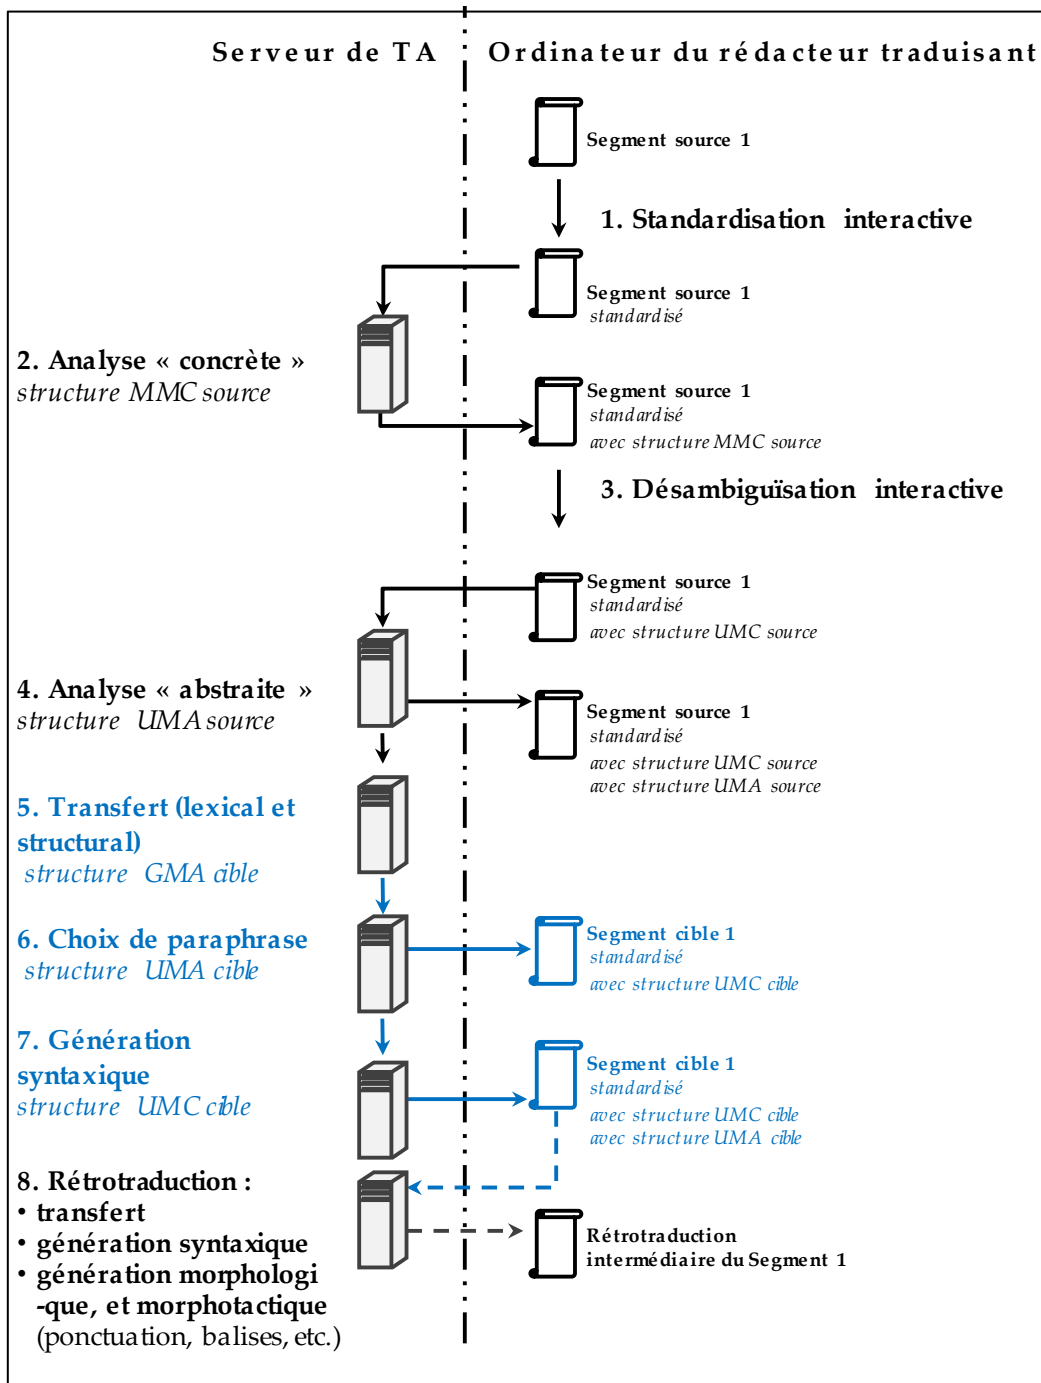 Serveur de TA
Ordinateur du rédacteur traduisant
Segment source 1
1. Standardisation interactive
Segment source 1
standardisé
2. Analyse « concrète »
structure MMC source
Segment source 1
standardisé
avec structure MMC source
3. Désambiguïsation interactive
Segment source 1
standardisé
avec structure UMC source
4. Analyse « abstraite »
structure UMA source
Segment source 1
standardisé
avec structure UMC source
avec structure UMA source
5. Transfert (lexical et
structural)
structure GMA cible
6. Choix de paraphrase
structure UMA cible
Segment cible 1
standardisé
avec structure UMC cible
7. Génération
syntaxique
structure UMC cible
Segment cible 1
standardisé
avec structure UMC cible
avec structure UMA cible
8. Rétrotraduction :
• transfert
• génération syntaxique
• génération morphologi
-que, et morphotactique
(ponctuation, balises, etc.)
Rétrotraduction
intermédiaire du Segment 1